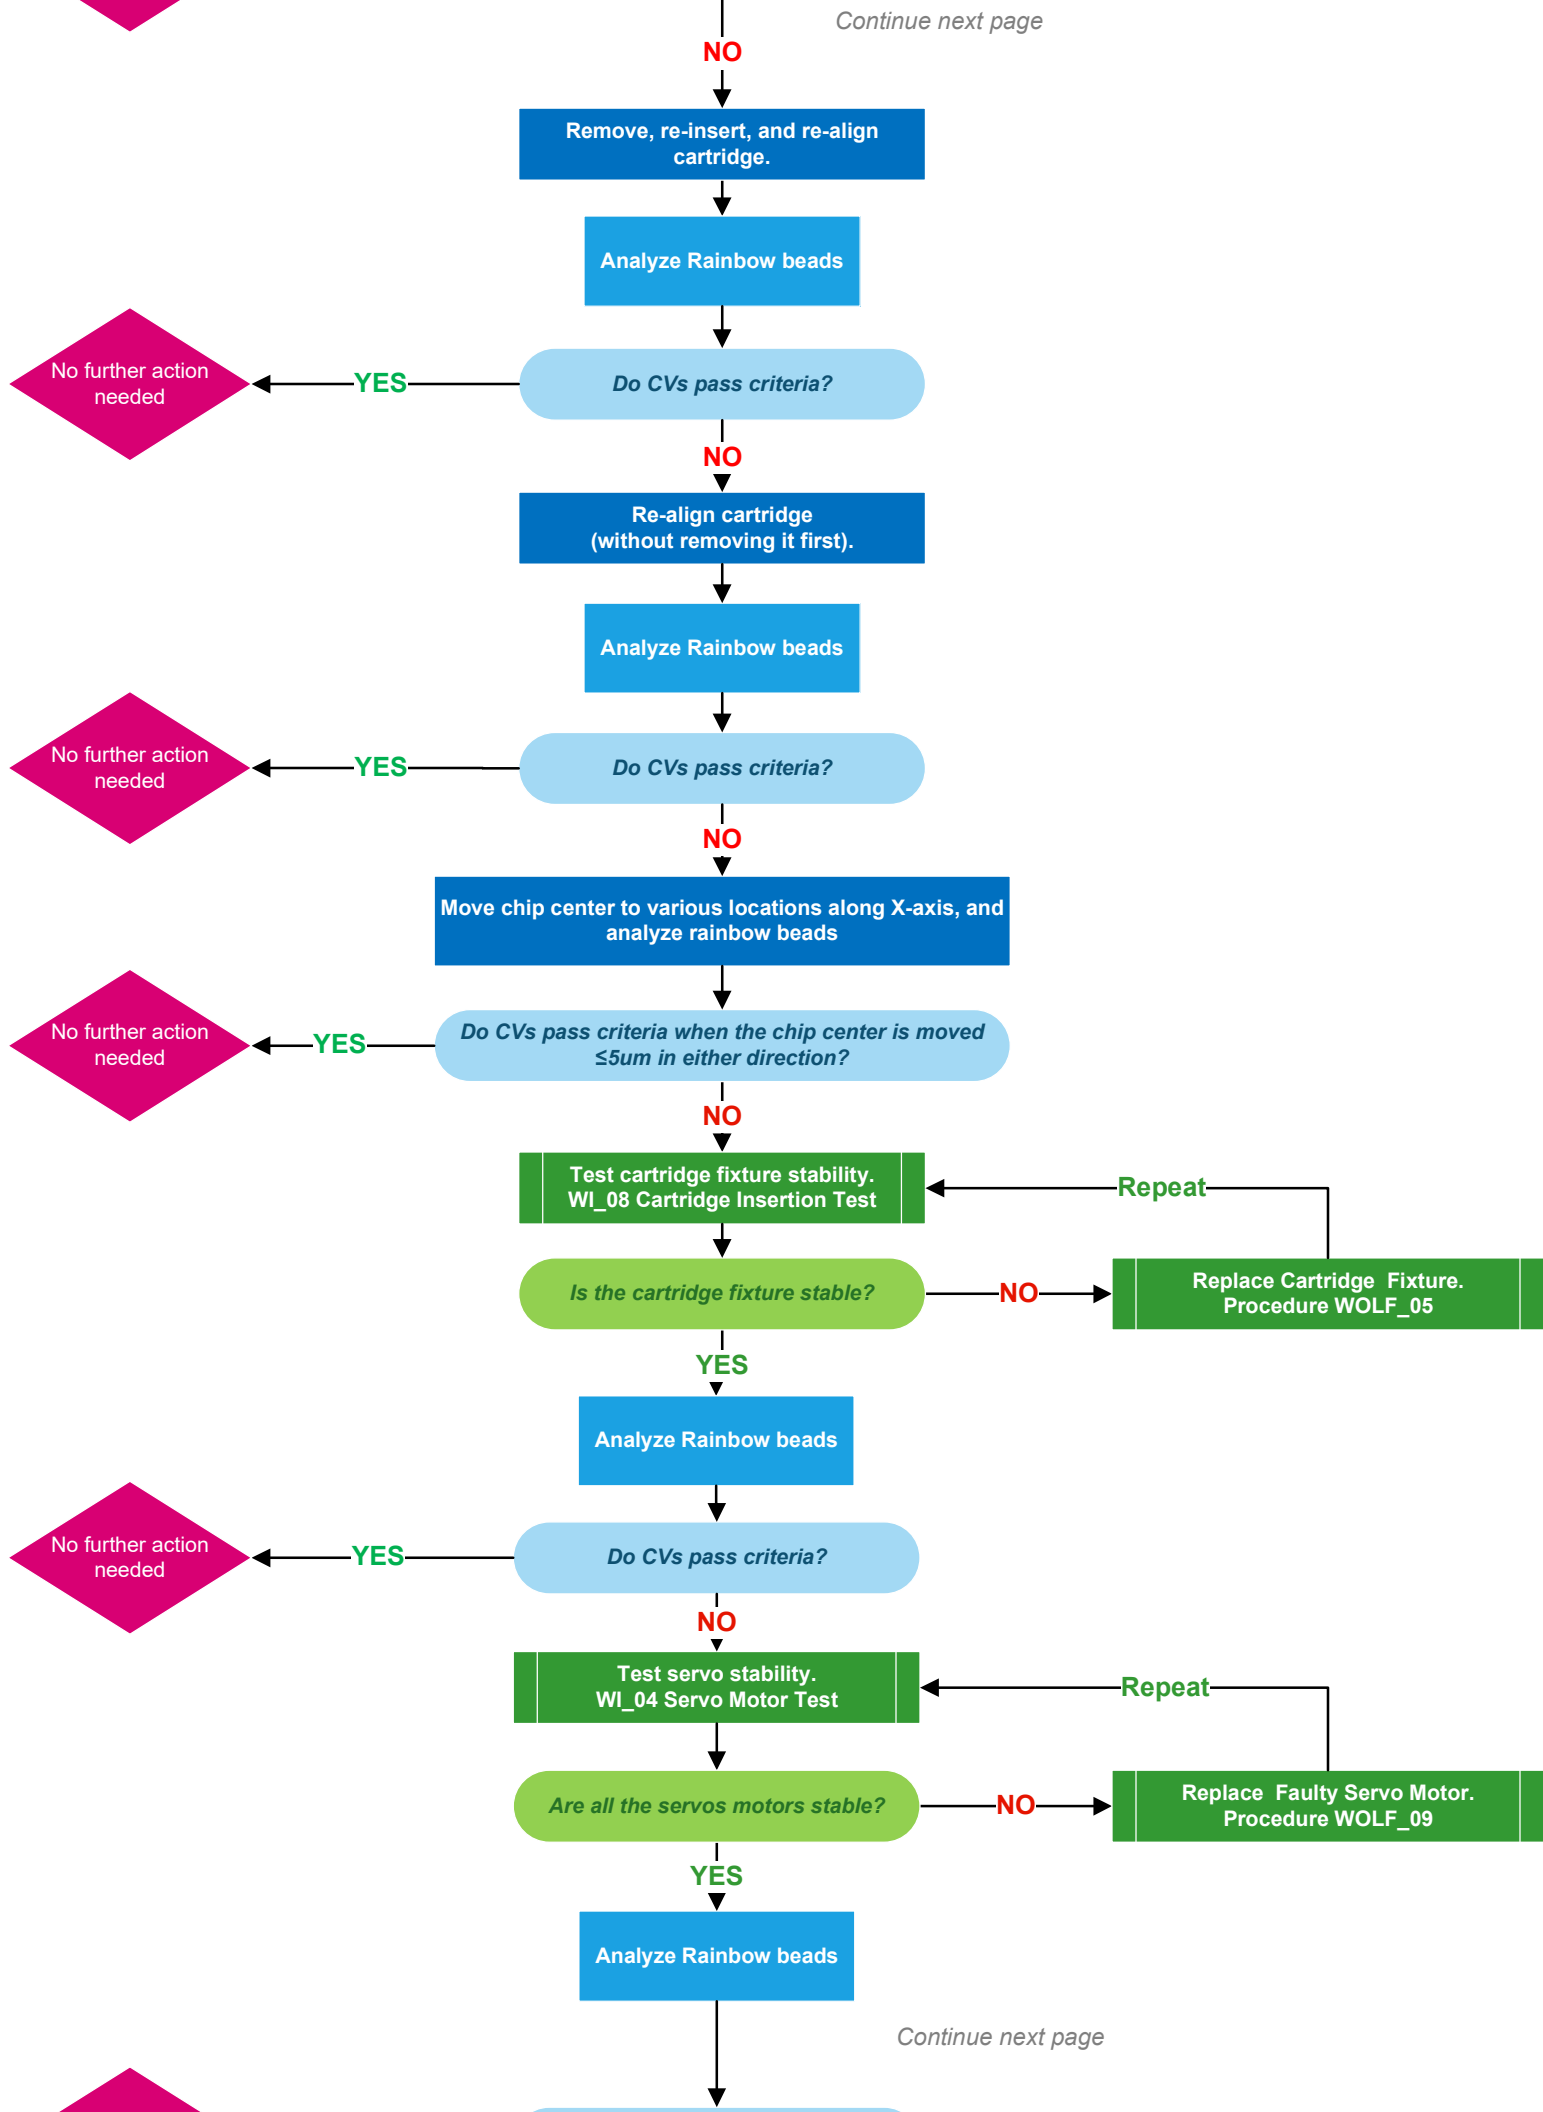 Continue next page
NO
Remove, re-insert, and re-align
cartridge.
Analyze Rainbow beads
No further action
needed
YES
Do CVs pass criteria?
NO
Re-align cartridge
(without removing it first).
Analyze Rainbow beads
No further action
needed
YES
Do CVs pass criteria?
NO
Move chip center to various locations along X-axis, and
analyze rainbow beads
No further action
needed
YES
Do CVs pass criteria when the chip center is moved
≤5um in either direction?
NO
Test cartridge fixture stability.
WI_08 Cartridge Insertion Test
Repeat
Is the cartridge fixture stable?
NO
Replace Cartridge  Fixture.
Procedure WOLF_05
YES
Analyze Rainbow beads
No further action
needed
YES
Do CVs pass criteria?
NO
Test servo stability.
WI_04 Servo Motor Test
Repeat
Are all the servos motors stable?
NO
Replace  Faulty Servo Motor.
Procedure WOLF_09
YES
Analyze Rainbow beads
Continue next page